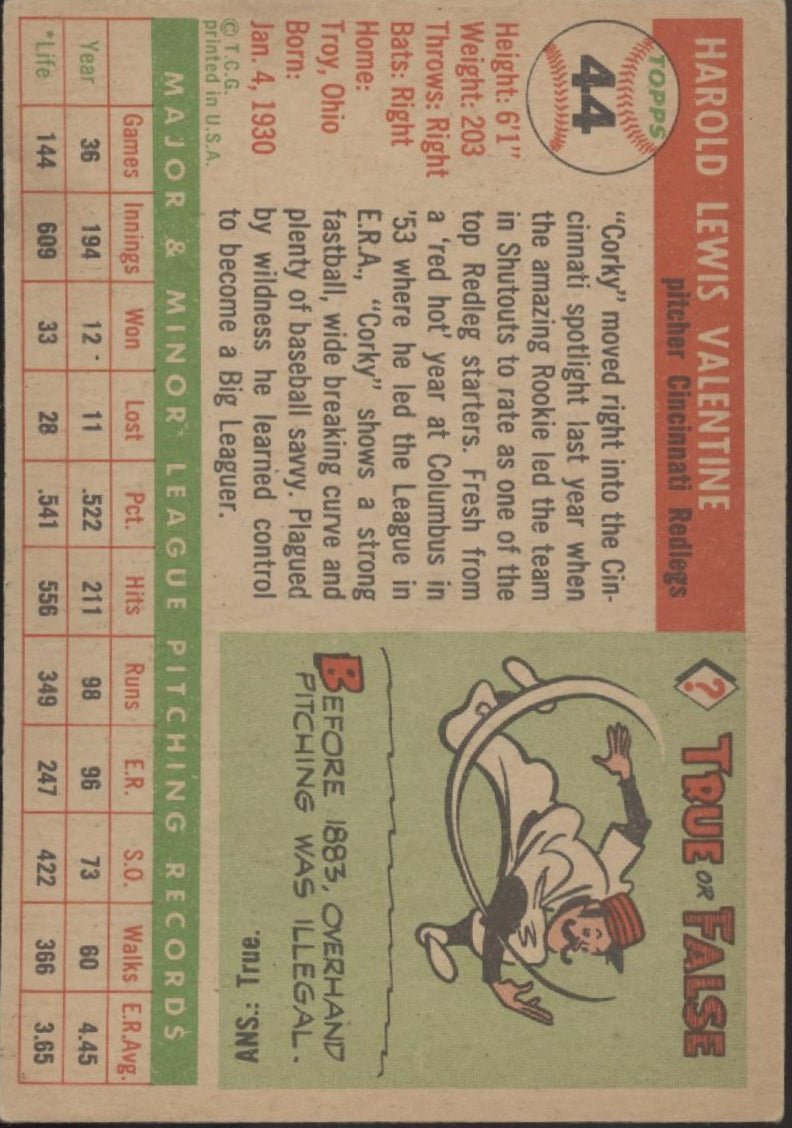 HAROLD LEWIS VALENTINE
pitcher Cincinnati Redlegs
TOPPS
44
Height: 6'1"
Weight: 203
Throws: Right
Bats: Right
Home:
Troy, Ohio
Born:
Jan. 4, 1930
© T.C.G.
printed in U.S.A.
"Corky" moved right into the Cin-
cinnati spotlight last year when
the amazing Rookie led the team
in Shutouts to rate as one of the
top Redleg starters. Fresh from
a 'red hot' year at Columbus in
'53 where he led the League in
E.R.A., "Corky" shows a strong
fastball, wide breaking curve and
plenty of baseball savvy. Plagued
by wildness he learned control
to become a Big Leaguer.
? TRUE OR FALSE
BEFORE 1883, OVERHAND
PITCHING WAS ILLEGAL.
ANS.: True.
MAJOR & MINOR LEAGUE PITCHING RECORDS
Games Innings Won Lost Pct. Hits Runs E.R. S.O. Walks E.R.Avg.
Year 36 194 12 11 .522 211 98 96 73 60 4.45
*Life 144 609 33 28 .541 556 349 247 422 366 3.65